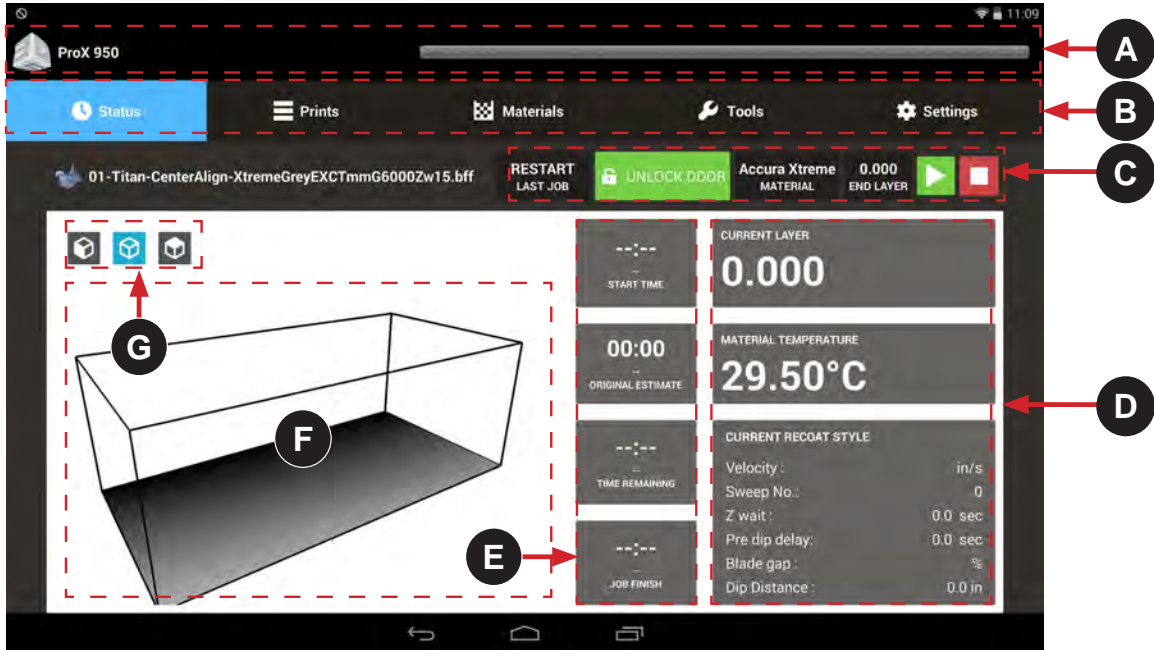 11:09
ProX 950
A
Status Prints Materials Tools Settings
B
01-Titan-CenterAlign-XtremeGreyEXCTmmG6000Zw15.bff
RESTART
LAST JOB
UNLOCK DOOR
Accura Xtreme
MATERIAL
0.000
END LAYER
C
G
F
--:--
--
START TIME
00:00
--
ORIGINAL ESTIMATE
--:--
--
TIME REMAINING
--:--
--
JOB FINISH
E
CURRENT LAYER
0.000
MATERIAL TEMPERATURE
29.50°C
CURRENT RECOAT STYLE
Velocity : in/s
Sweep No.: 0
Z wait : 0.0 sec
Pre dip delay: 0.0 sec
Blade gap : %
Dip Distance : 0.0 in
D